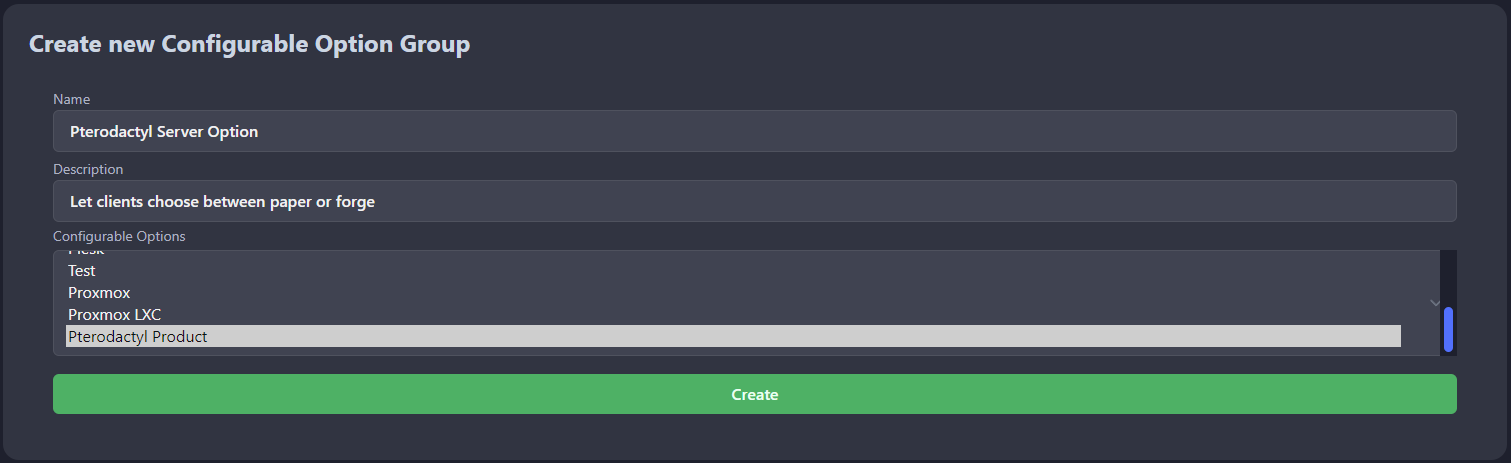 Create new Configurable Option Group
Name
Pterodactyl Server Option
Description
Let clients choose between paper or forge
Configurable Options
Test
Proxmox
Proxmox LXC
Pterodactyl Product
Create